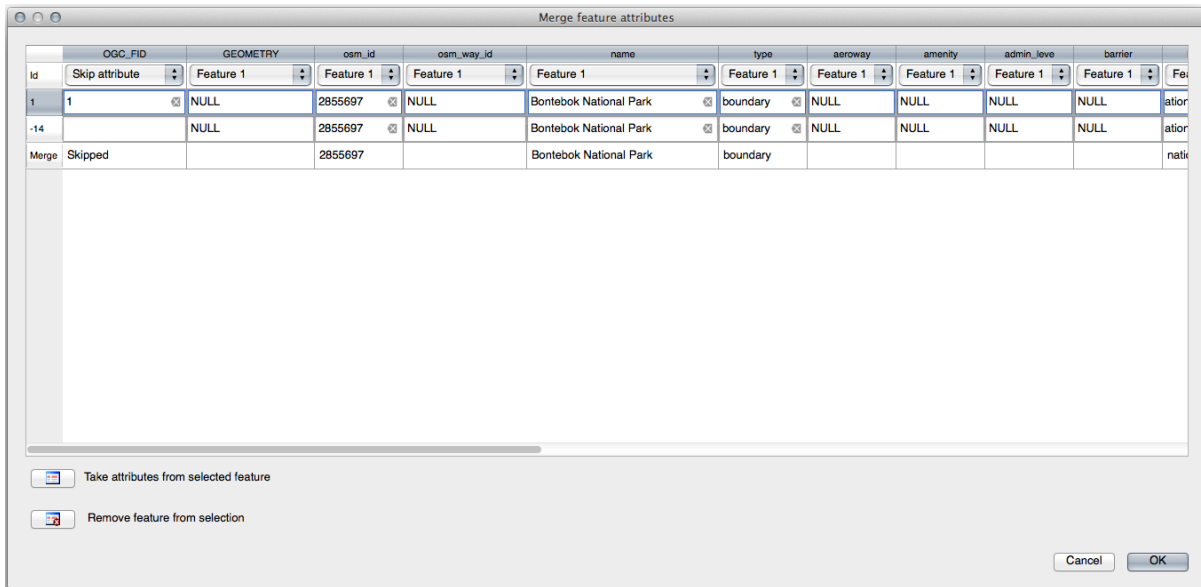 Merge feature attributes
OGC_FID GEOMETRY osm_id osm_way_id name type aeroway amenity admin_leve barrier
Id Skip attribute Feature 1 Feature 1 Feature 1 Feature 1 Feature 1 Feature 1 Feature 1 Feature 1 Feature 1 Fea
1 1 NULL 2855697 NULL Bontebok National Park boundary NULL NULL NULL NULL ation
-14 NULL 2855697 NULL Bontebok National Park boundary NULL NULL NULL NULL ation
Merge Skipped 2855697 Bontebok National Park boundary natio
Take attributes from selected feature
Remove feature from selection
Cancel OK